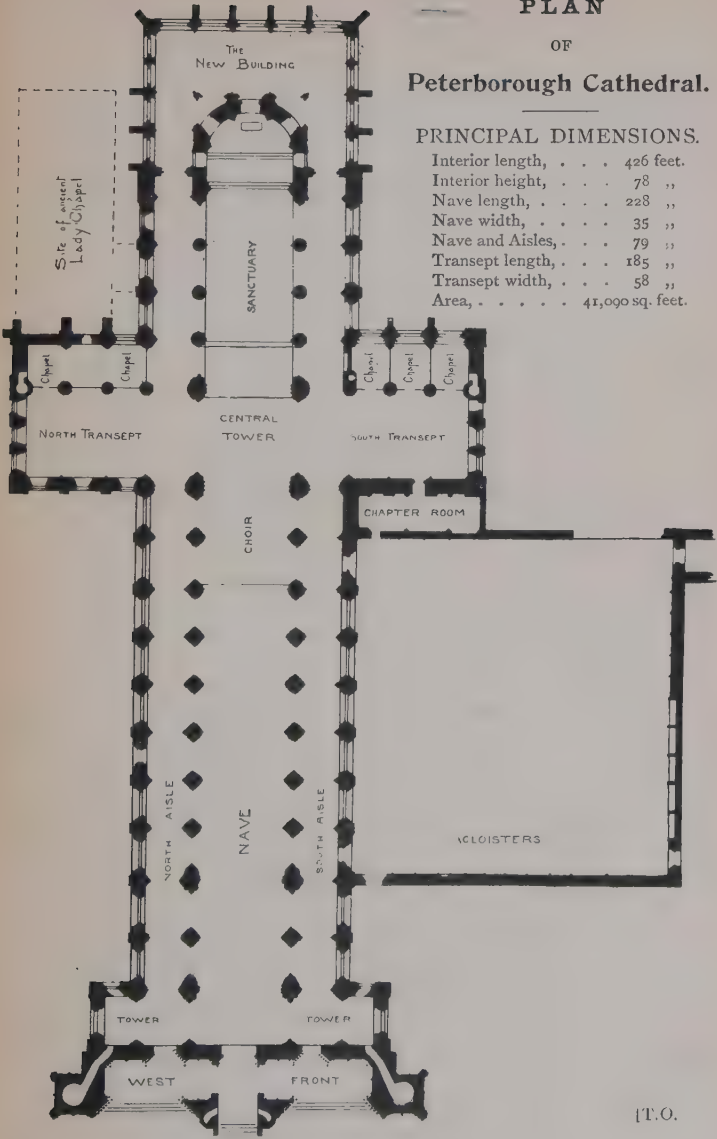 PLAN
OF
Peterborough Cathedral.
PRINCIPAL DIMENSIONS.
Interior length, . . . 426 feet.
Interior height, . . . 78 „
Nave length, . . . . 228 „
Nave width, . . . . 35 „
Nave and Aisles, . . . 79 „
Transept length, . . . 185 „
Transept width, . . . 58 „
Area, . . . . . 41,090 sq. feet.
THE
NEW BUILDING
Site of ancient
Lady Chapel
SANCTUARY
Chapel
Chapel
Chapel
Chapel
Chapel
NORTH TRANSEPT
CENTRAL
TOWER
SOUTH TRANSEPT
CHAPTER ROOM
CHOIR
NORTH AISLE
NAVE
SOUTH AISLE
CLOISTERS
TOWER
TOWER
WEST
FRONT
[T.O.